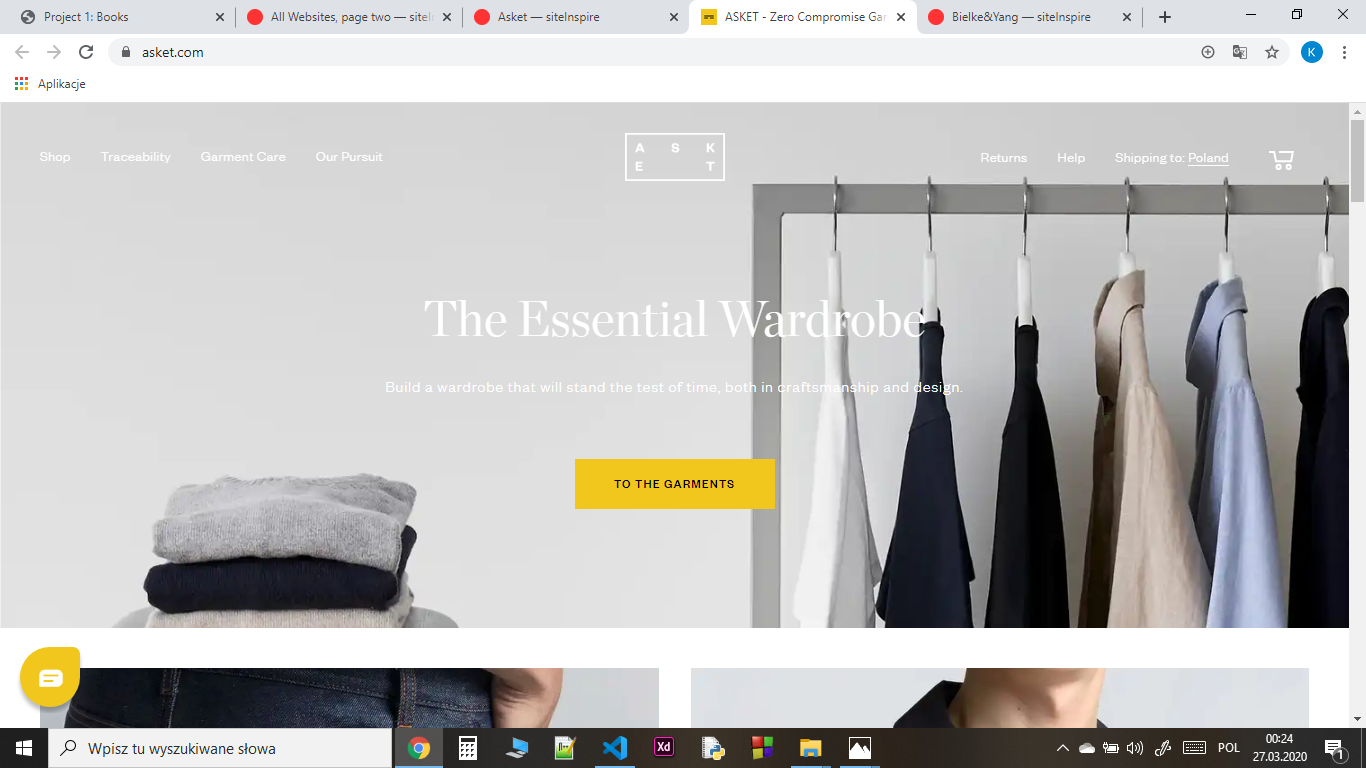 Project 1: Books
All Websites, page two — siteI
Asket — siteInspire
ASKET - Zero Compromise Gar
Bielke&Yang — siteInspire
asket.com
K
Aplikacje
Shop
Traceability
Garment Care
Our Pursuit
A S K
E T
Returns
Help
Shipping to: Poland
The Essential Wardrobe
Build a wardrobe that will stand the test of time, both in craftsmanship and design.
TO THE GARMENTS
Wpisz tu wyszukiwane słowa
Xd
POL
00:24
27.03.2020
1